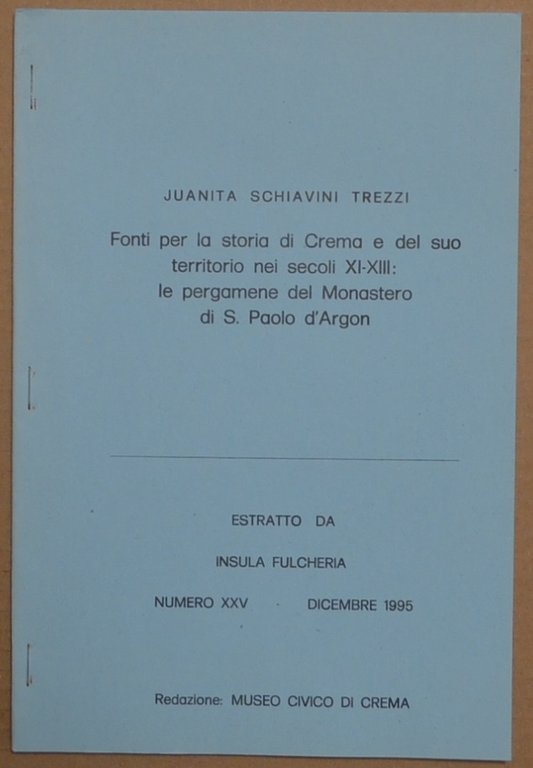 JUANITA SCHIAVINI TREZZI
Fonti per la storia di Crema e del suo
territorio nei secoli XI-XIII:
le pergamene del Monastero
di S. Paolo d'Argon
ESTRATTO DA
INSULA FULCHERIA
NUMERO XXV - DICEMBRE 1995
Redazione: MUSEO CIVICO DI CREMA